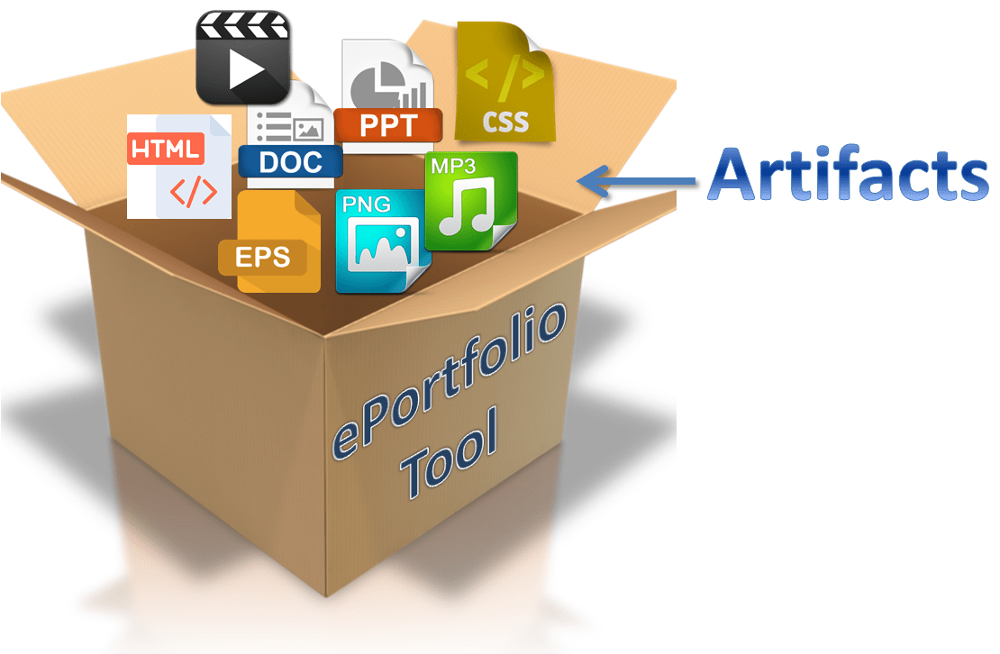 PPT
CSS
HTML
</>
</>
DOC
MP3
Artifacts
PNG
EPS
ePortfolio
Tool